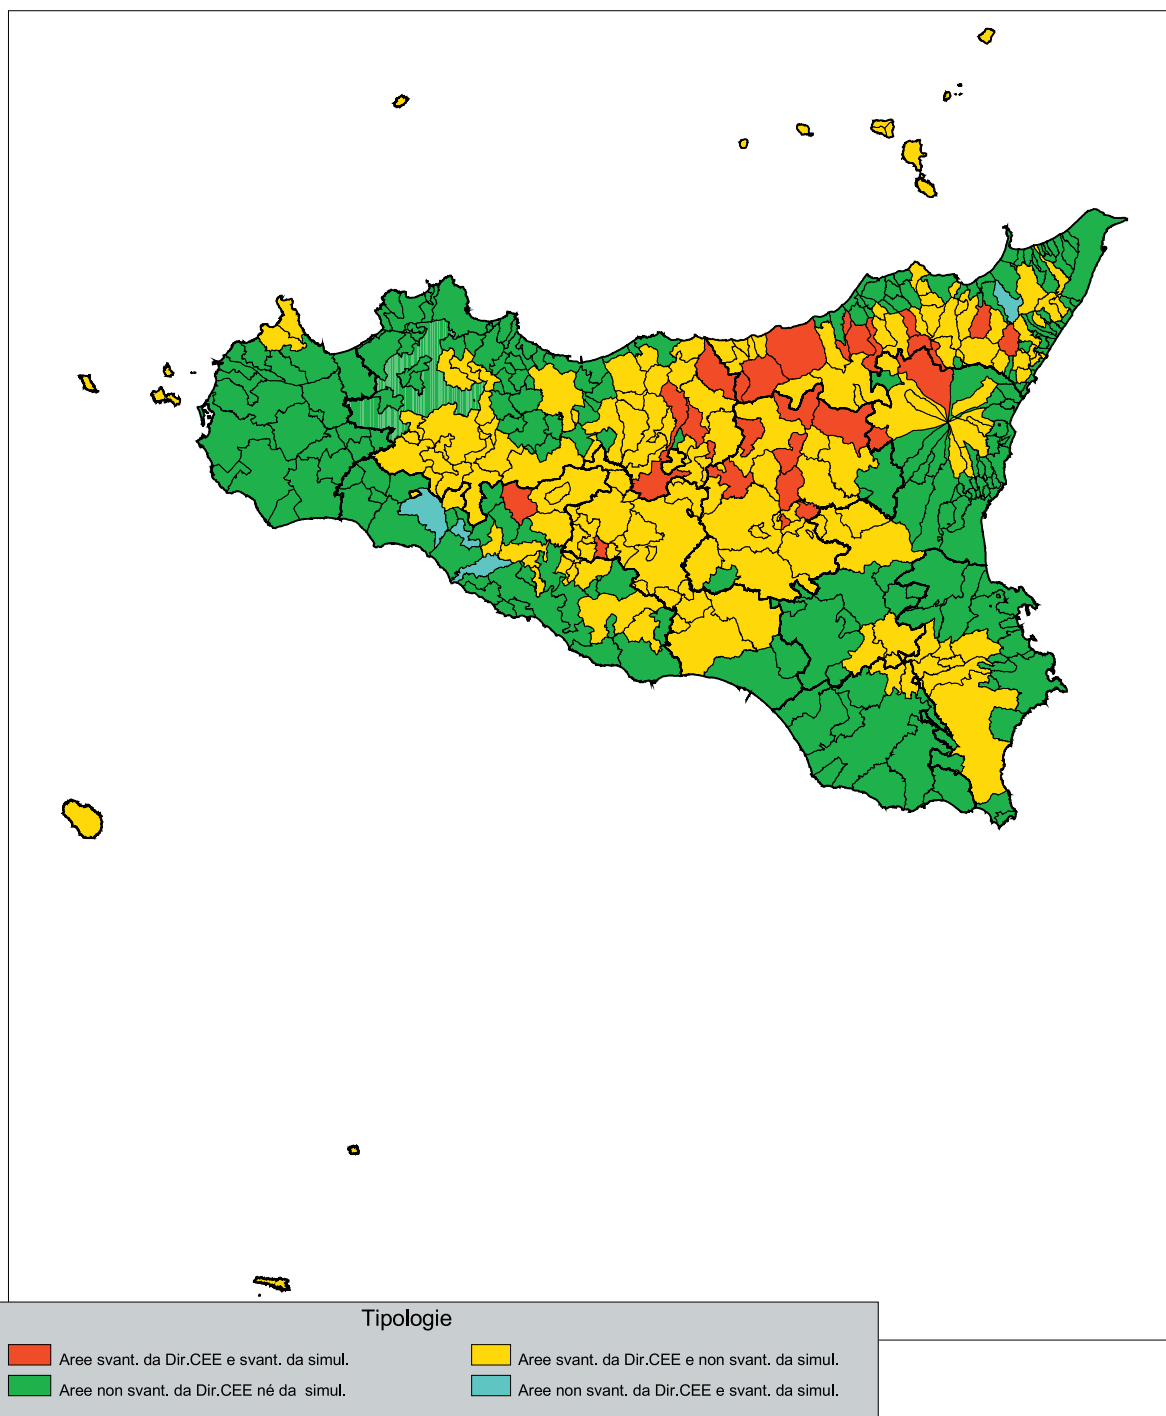 Tipologie
Aree svant. da Dir.CEE e svant. da simul.
Aree svant. da Dir.CEE e non svant. da simul.
Aree non svant. da Dir.CEE né da simul.
Aree non svant. da Dir.CEE e svant. da simul.